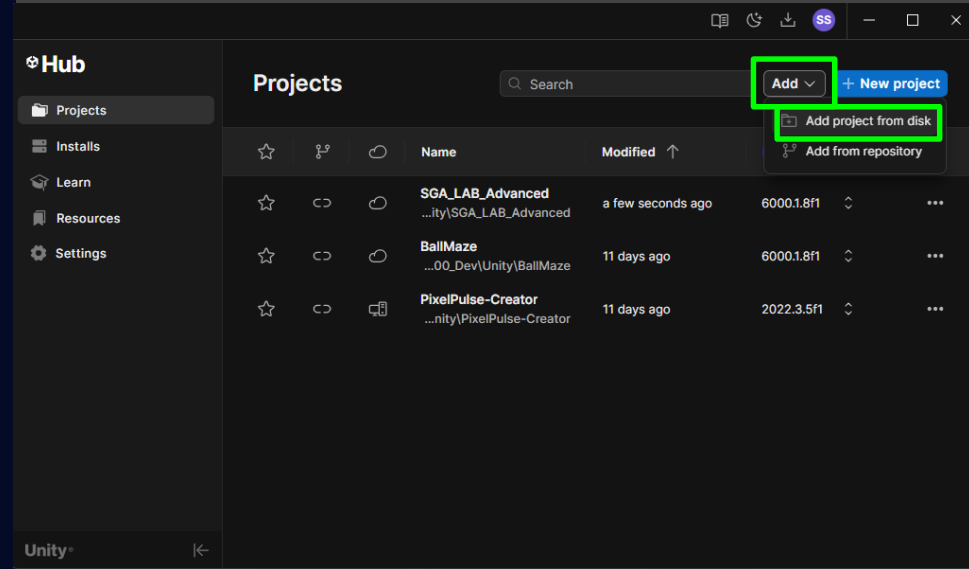 SS
Hub
Projects
Search
Add
+ New project
Add project from disk
Add from repository
Projects
Installs
Learn
Resources
Settings
Name
Modified
SGA_LAB_Advanced
...ity\SGA_LAB_Advanced
a few seconds ago
6000.1.8f1
BallMaze
...00_Dev\Unity\BallMaze
11 days ago
6000.1.8f1
PixelPulse-Creator
...nity\PixelPulse-Creator
11 days ago
2022.3.5f1
Unity